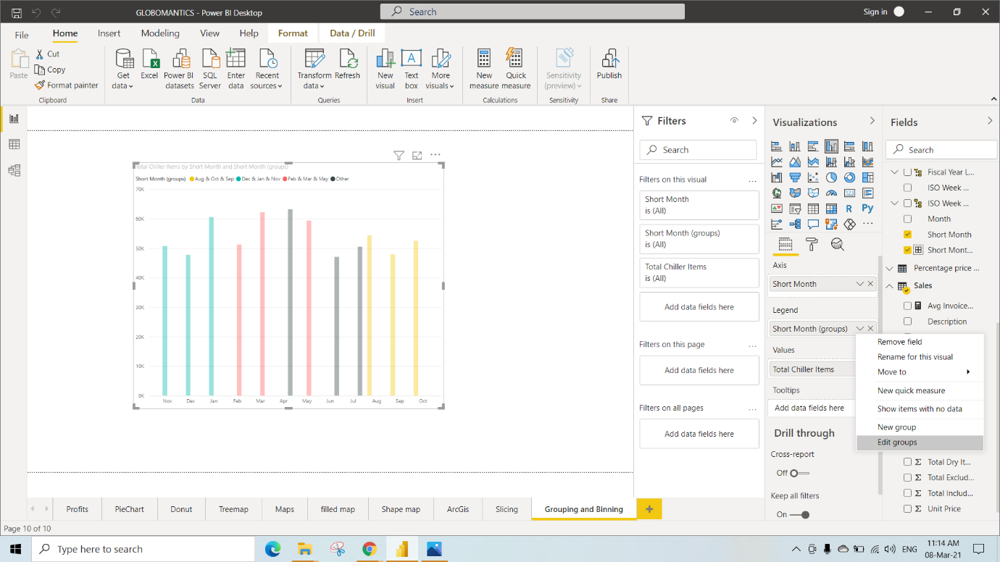 GLOBOMANTICS - Power BI Desktop
Search
Sign in
File
Home
Insert
Modeling
View
Help
Format
Data / Drill
Paste
Cut
Copy
Format painter
Clipboard
Get data
Excel
Power BI datasets
SQL Server
Enter data
Recent sources
Data
Transform data
Refresh
Queries
New visual
Text box
More visuals
Insert
New measure
Quick measure
Calculations
Sensitivity (preview)
Sensitivity
Publish
Share
Total Chiller Items by Short Month and Short Month (groups)
Short Month (groups) Aug & Oct & Sep Dec & Jan & Nov Feb & Mar & May Other
70K
60K
50K
40K
30K
20K
10K
0K
Nov Dec Jan Feb Mar Apr May Jun Jul Aug Sep Oct
Filters
Search
Filters on this visual
...
Short Month
is (All)
Short Month (groups)
is (All)
Total Chiller Items
is (All)
Add data fields here
Filters on this page
...
Add data fields here
Filters on all pages
...
Add data fields here
Visualizations
R
Py
...
Axis
Short Month
Legend
Short Month (groups)
Values
Total Chiller Items
Tooltips
Add data fields here
Drill through
Cross-report
Off
Keep all filters
On
Remove field
Rename for this visual
Move to
New quick measure
Show items with no data
New group
Edit groups
Fields
Search
Fiscal Year L...
ISO Week ...
ISO Week ...
Month
Short Month
Short Mont...
Percentage price ...
Sales
Avg Invoice...
Description
Total Dry It...
Total Exclud...
Total Includ...
Unit Price
Profits
PieChart
Donut
Treemap
Maps
filled map
Shape map
ArcGis
Slicing
Grouping and Binning
+
Page 10 of 10
Type here to search
ENG
11:14 AM
08-Mar-21